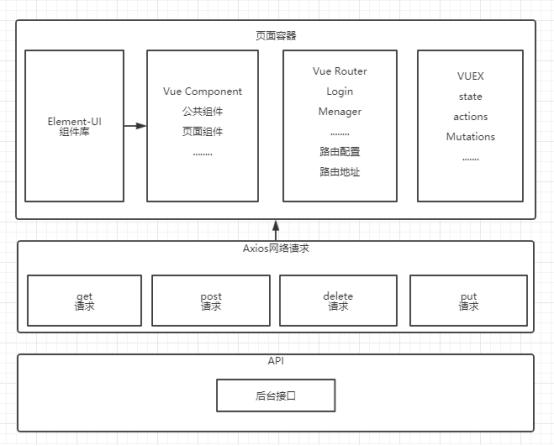 页面容器
Element-UI
组件库
Vue Component
公共组件
页面组件
........
Vue Router
Login
Menager
........
路由配置
路由地址
VUEX
state
actions
Mutations
.......
Axios网络请求
get
请求
post
请求
delete
请求
put
请求
API
后台接口